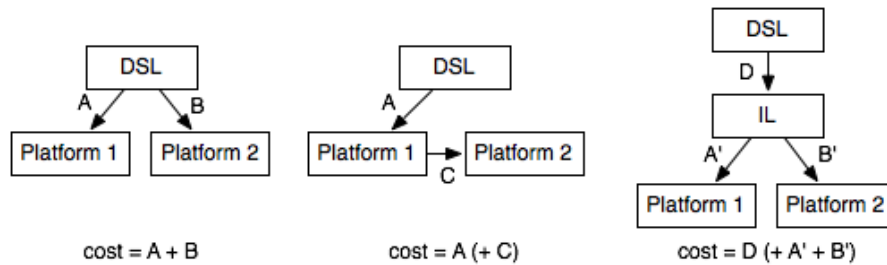 DSL
A
B
Platform 1
Platform 2
cost = A + B
DSL
A
Platform 1
C
Platform 2
cost = A (+ C)
DSL
D
IL
A'
B'
Platform 1
Platform 2
cost = D (+ A' + B')